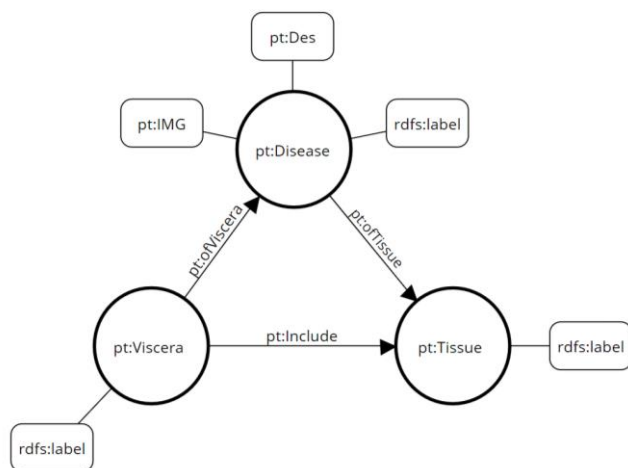 pt:Des
pt:IMG
rdfs:label
pt:Disease
pt:ofViscera
pt:ofTissue
pt:Include
pt:Viscera
pt:Tissue
rdfs:label
rdfs:label